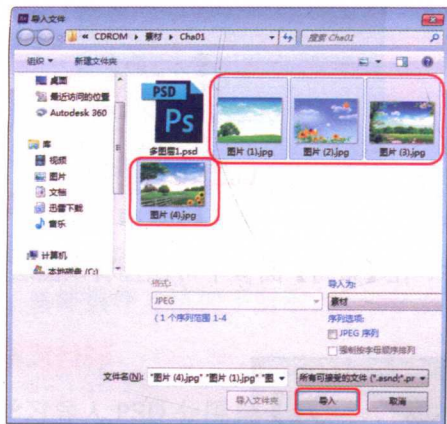 导入文件
« CDROM ▸ 素材 ▸ Cha01
搜索 Cha01
组织 ▾ 新建文件夹
桌面
最近访问的位置
Autodesk 360
库
视频
图片
文档
迅雷下载
音乐
计算机
本地磁盘 (C:)
PSD
Ps
多图层1.psd
图片 (1).jpg
图片 (2).jpg
图片 (3).jpg
图片 (4).jpg
格式:
JPEG
(1 个序列范围 1-4
导入为:
素材
序列选项:
JPEG 序列
强制按字母顺序排列
文件名(N): "图片 (4).jpg" "图片 (1).jpg" "图
所有可接受的文件 (*.asnd;*.pr
导入文件夹
导入
取消